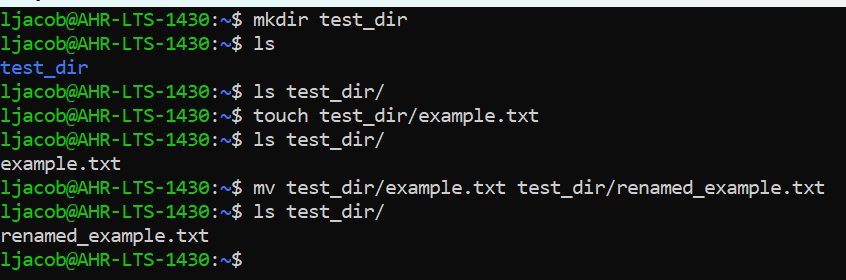 ljacob@AHR-LTS-1430:~$ mkdir test_dir
ljacob@AHR-LTS-1430:~$ ls
test_dir
ljacob@AHR-LTS-1430:~$ ls test_dir/
ljacob@AHR-LTS-1430:~$ touch test_dir/example.txt
ljacob@AHR-LTS-1430:~$ ls test_dir/
example.txt
ljacob@AHR-LTS-1430:~$ mv test_dir/example.txt test_dir/renamed_example.txt
ljacob@AHR-LTS-1430:~$ ls test_dir/
renamed_example.txt
ljacob@AHR-LTS-1430:~$